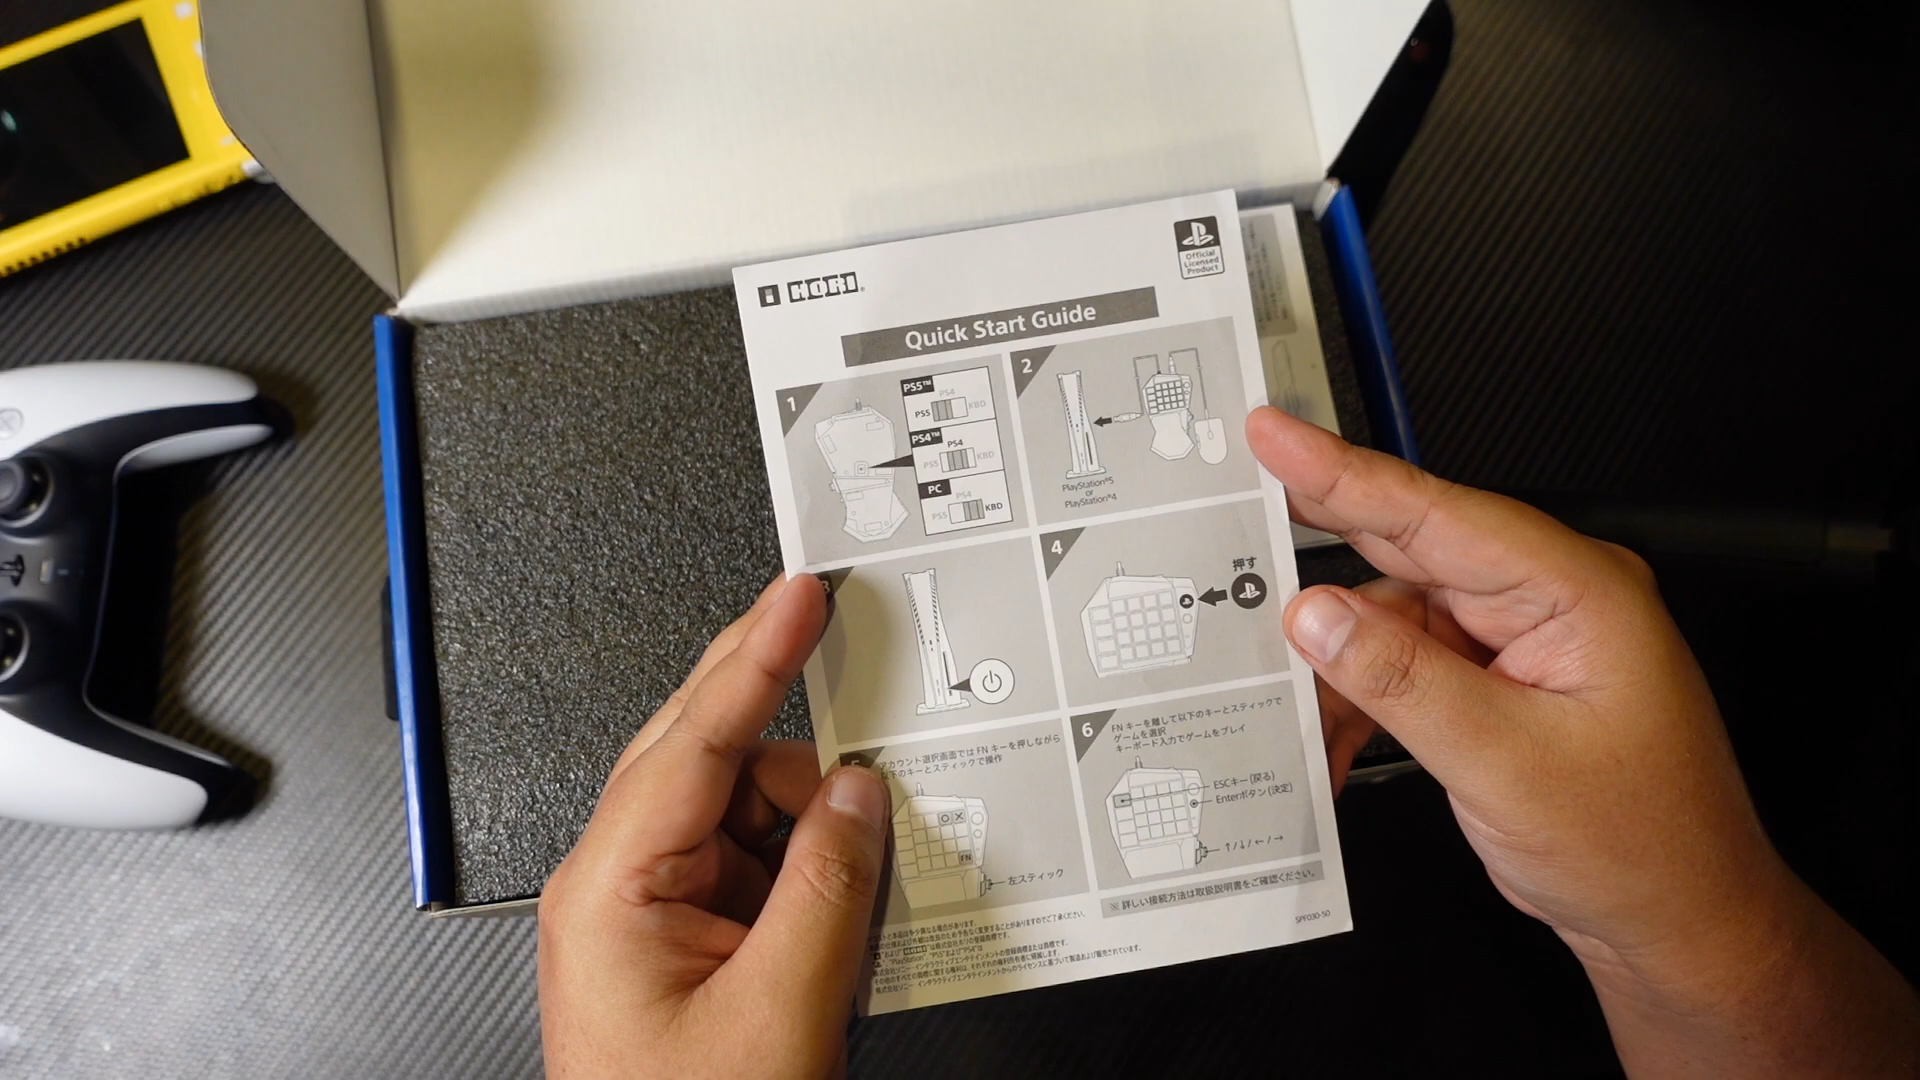 HORI
Official
Licensed
Product
Quick Start Guide
1
PS5™
PS4
PS5 KBD
PS4™
PS4
PS5 KBD
PC
PS4
PS5 KBD
2
PlayStation®5
or
PlayStation®4
3
4
押す
5
アカウント選択画面では FN キーを押しながら
以下のキーとスティックで操作
FN
左スティック
6
FN キーを離して以下のキーとスティックで
ゲームを選択
キーボード入力でゲームをプレイ
ESCキー(戻る)
Enterボタン(決定)
↑/↓/←/→
※ 詳しい接続方法は取扱説明書をご確認ください。
SPF030-50